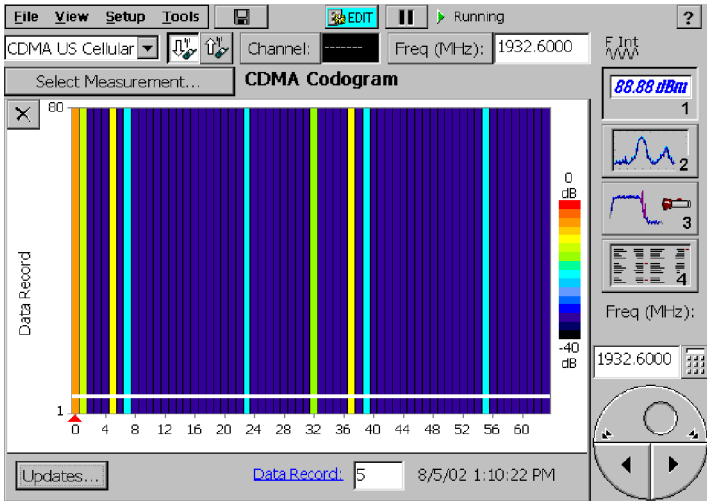 File View Setup Tools EDIT Running ?
CDMA US Cellular Channel: ------- Freq (MHz): 1932.6000 F Int
Select Measurement... CDMA Codogram
88.88 dBm
1
2
3
4
80
Data Record
1
0 4 8 12 16 20 24 28 32 36 40 44 48 52 56 60
0
dB
-40
dB
Freq (MHz):
1932.6000
Updates... Data Record: 5 8/5/02 1:10:22 PM